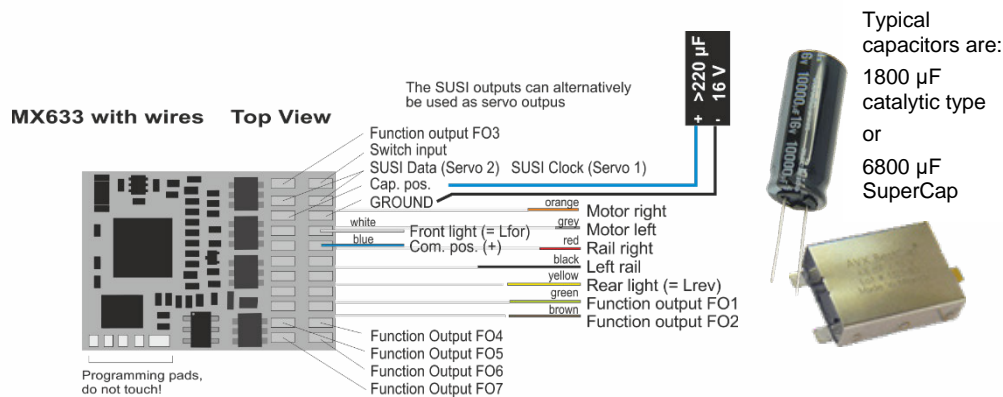 Typical
capacitors are:
1800 µF
catalytic type
or
6800 µF
SuperCap
>220 µF
16 V
+ -
The SUSI outputs can alternatively
be used as servo outpus
MX633 with wires Top View
Function output FO3
Switch input
SUSI Data (Servo 2) SUSI Clock (Servo 1)
Cap. pos.
GROUND
orange Motor right
white grey Motor left
Front light (= Lfor)
blue Com. pos. (+)
red Rail right
black Left rail
yellow Rear light (= Lrev)
green Function output FO1
brown Function output FO2
Function Output FO4
Function Output FO5
Function Output FO6
Function Output FO7
Programming pads,
do not touch!
10000µ16v